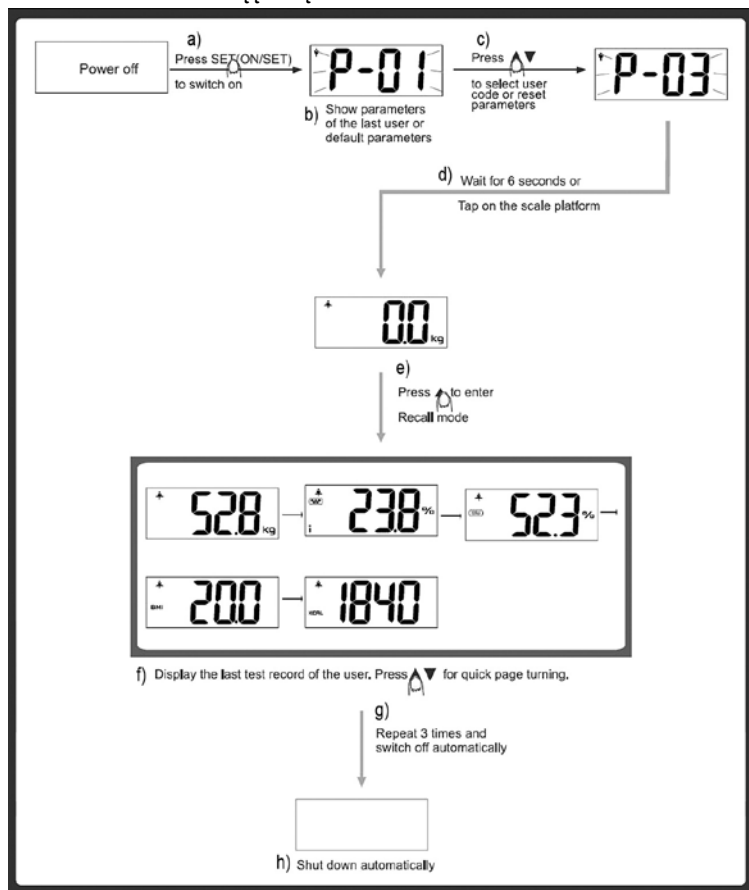 Power off
a)
Press SET(ON/SET)
to switch on
P-01
b) Show parameters
of the last user or
default parameters
c)
Press ▲▼
to select user
code or reset
parameters
P-03
d) Wait for 6 seconds or
Tap on the scale platform
0.0 kg
e)
Press ▲ to enter
Recall mode
52.8 kg
23.8 %
52.3 %
BMI 20.0
KCAL 1840
f) Display the last test record of the user. Press ▲▼ for quick page turning.
g)
Repeat 3 times and
switch off automatically
h) Shut down automatically